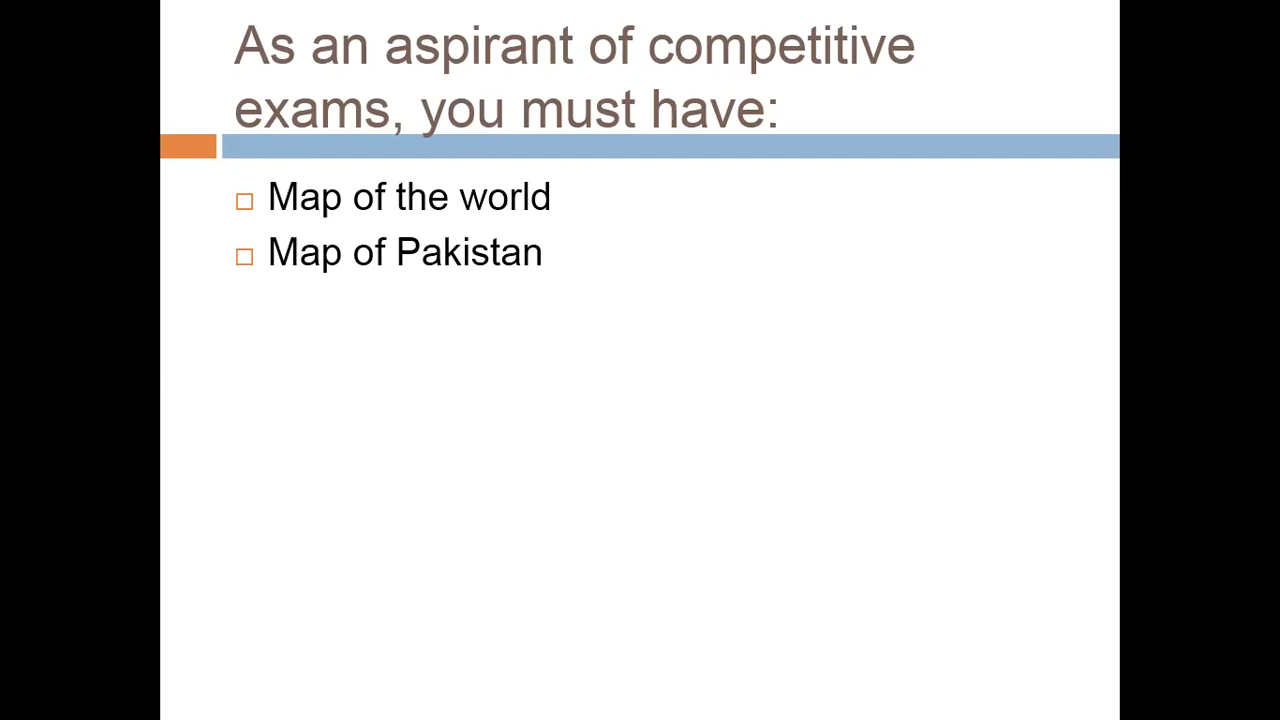 As an aspirant of competitive
exams, you must have:
Map of the world
Map of Pakistan